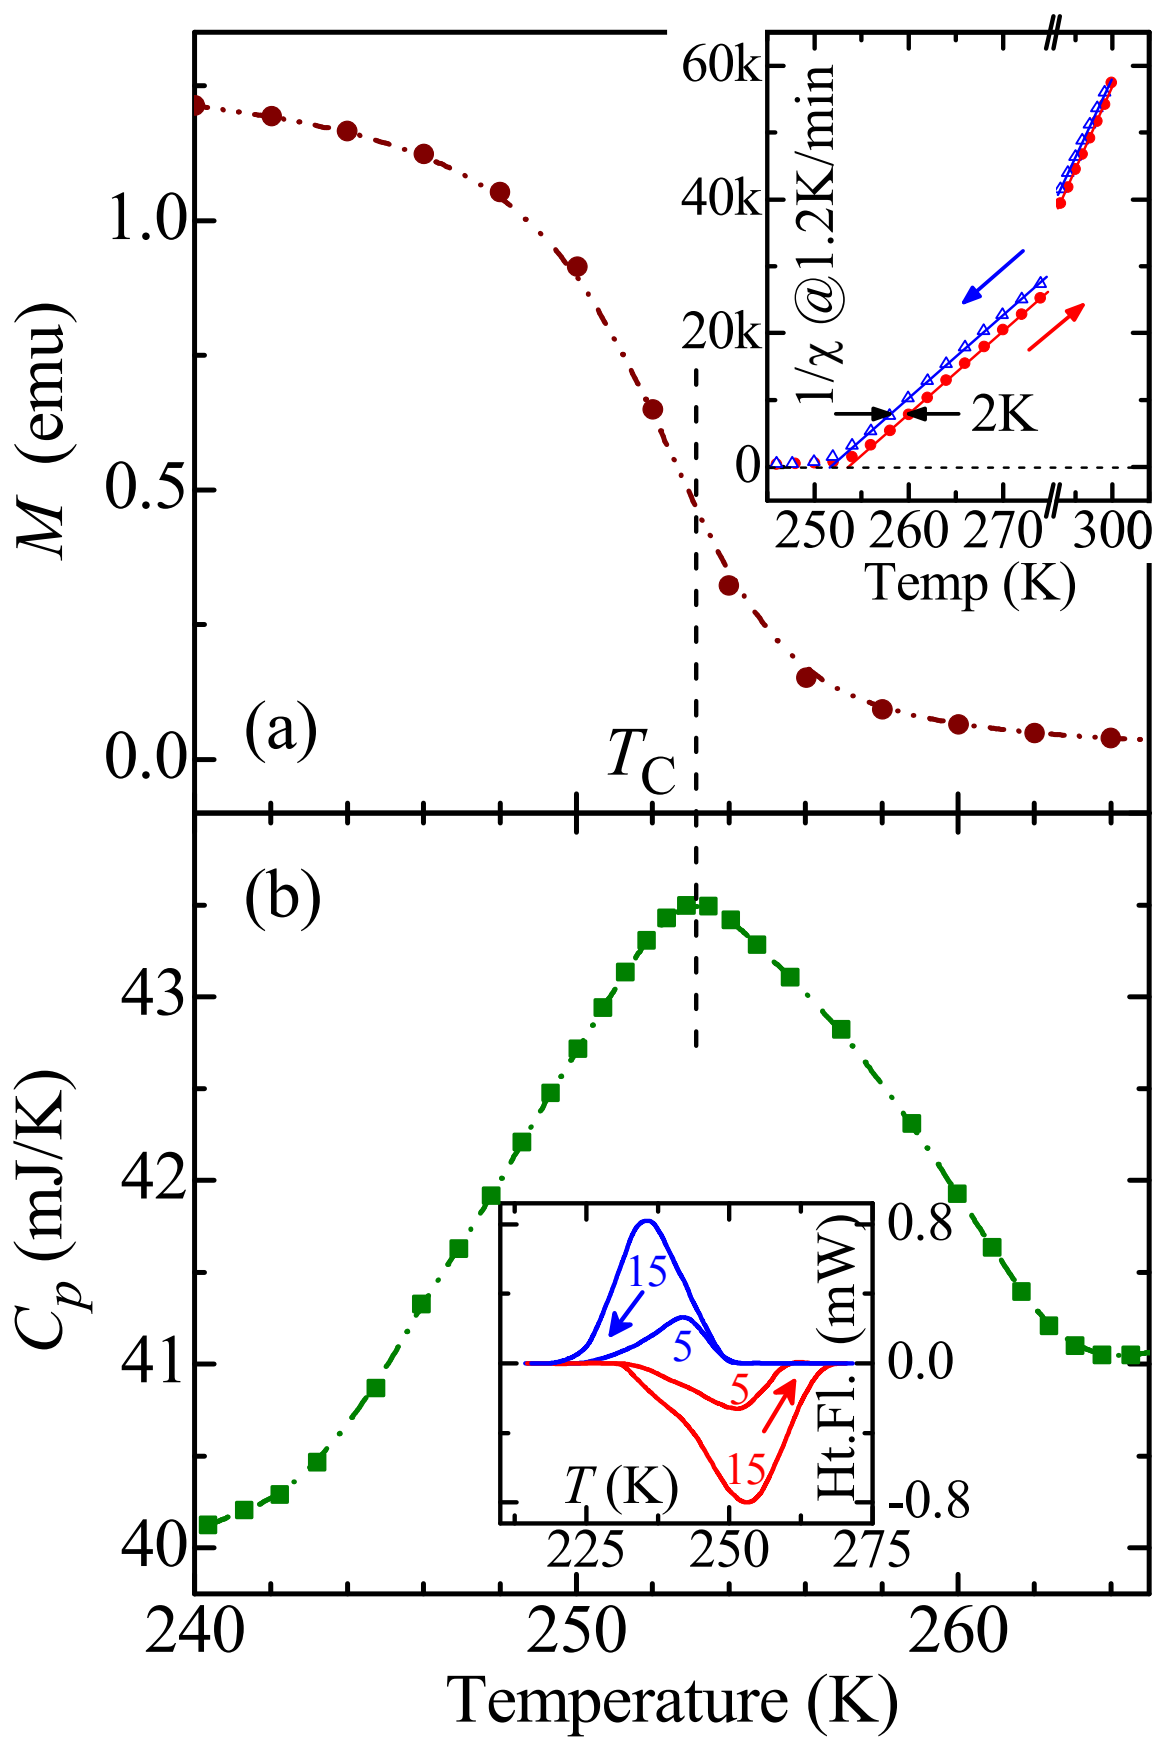 60k
40k
20k
0
1/χ @1.2K/min
2K
250 260 270 300
Temp (K)
1.0
0.5
0.0
M (emu)
(a)
T_C
(b)
43
42
41
40
C_p (mJ/K)
15
5
5
15
0.8
0.0
-0.8
Ht.Fl. (mW)
T (K)
225 250 275
240 250 260
Temperature (K)